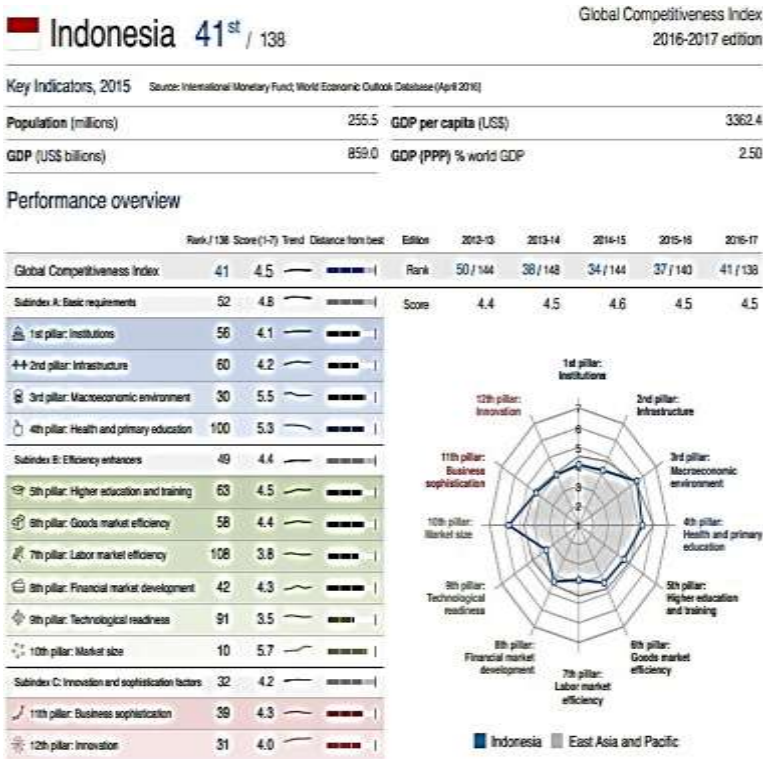 Indonesia 41st / 138
Global Competitiveness Index
2016-2017 edition
Key Indicators, 2015 Source: International Monetary Fund; World Economic Outlook Database (April 2016)
Population (millions) 255.5 GDP per capita (US$) 3362.4
GDP (US$ billions) 859.0 GDP (PPP) % world GDP 2.50
Performance overview
Rank / 138 Score (1-7) Trend Distance from best Edition 2012-13 2013-14 2014-15 2015-16 2016-17
Global Competitiveness Index 41 4.5 Rank 50 / 144 38 / 148 34 / 144 37 / 140 41 / 138
Subindex A: Basic requirements 52 4.8 Score 4.4 4.5 4.6 4.5 4.5
1st pillar: Institutions 56 4.1
2nd pillar: Infrastructure 60 4.2
3rd pillar: Macroeconomic environment 30 5.5
4th pillar: Health and primary education 100 5.3
Subindex B: Efficiency enhancers 49 4.4
5th pillar: Higher education and training 63 4.5
6th pillar: Goods market efficiency 58 4.4
7th pillar: Labor market efficiency 108 3.8
8th pillar: Financial market development 42 4.3
9th pillar: Technological readiness 91 3.5
10th pillar: Market size 10 5.7
Subindex C: Innovation and sophistication factors 32 4.2
11th pillar: Business sophistication 39 4.3
12th pillar: Innovation 31 4.0
1st pillar:
Institutions
2nd pillar:
Infrastructure
3rd pillar:
Macroeconomic
environment
4th pillar:
Health and primary
education
5th pillar:
Higher education
and training
6th pillar:
Goods market
efficiency
7th pillar:
Labor market
efficiency
8th pillar:
Financial market
development
9th pillar:
Technological
readiness
10th pillar:
Market size
11th pillar:
Business
sophistication
12th pillar:
Innovation
7
6
5
3
2
1
Indonesia East Asia and Pacific